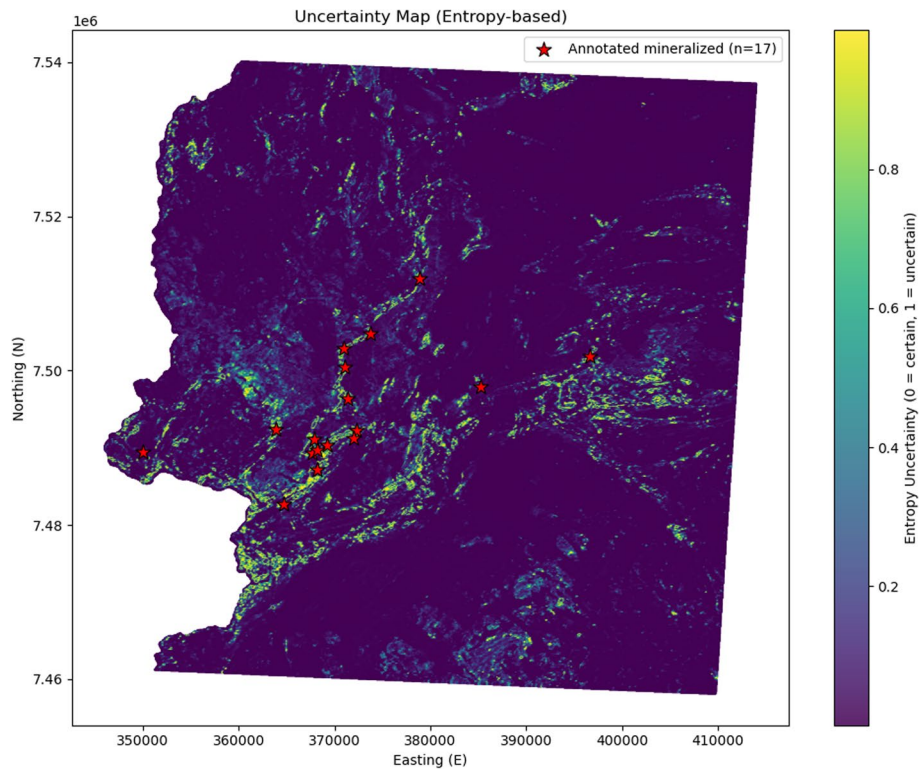 Uncertainty Map (Entropy-based)
1e6
Annotated mineralized (n=17)
7.54
7.52
7.50
7.48
7.46
Northing (N)
350000 360000 370000 380000 390000 400000 410000
Easting (E)
0.8
0.6
0.4
0.2
Entropy Uncertainty (0 = certain, 1 = uncertain)